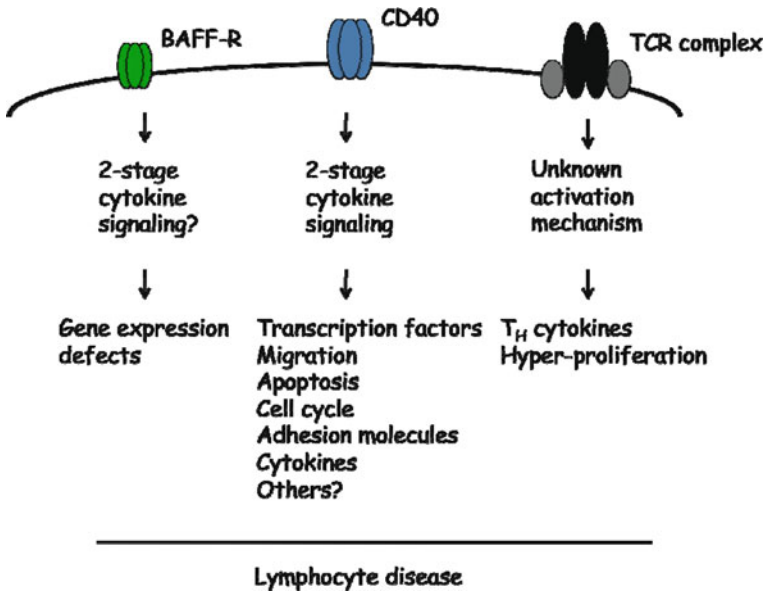 BAFF-R
CD40
TCR complex
2-stage
cytokine
signaling?
2-stage
cytokine
signaling
Unknown
activation
mechanism
Gene expression
defects
Transcription factors
Migration
Apoptosis
Cell cycle
Adhesion molecules
Cytokines
Others?
T_H cytokines
Hyper-proliferation
Lymphocyte disease